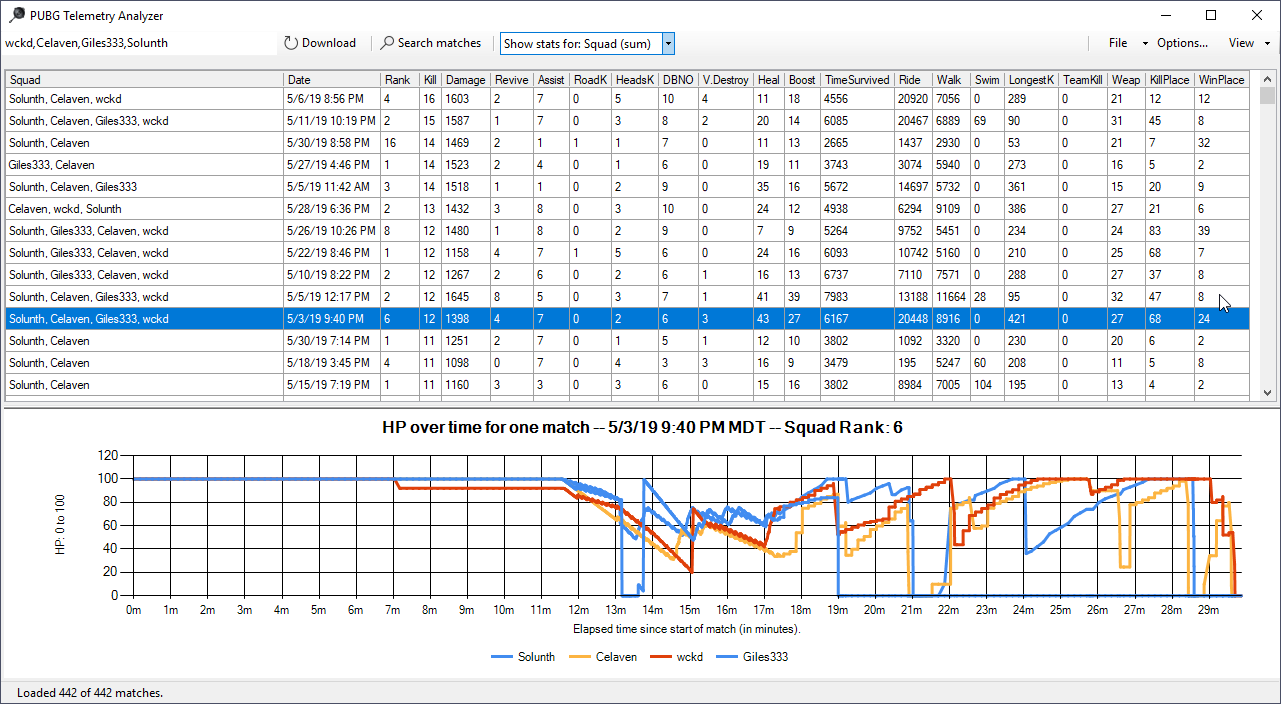 PUBG Telemetry Analyzer
wckd,Celaven,Giles333,Solunth Download Search matches Show stats for: Squad (sum) File Options... View
Squad Date Rank Kill Damage Revive Assist RoadK HeadsK DBNO V.Destroy Heal Boost TimeSurvived Ride Walk Swim LongestK TeamKill Weap KillPlace WinPlace
Solunth, Celaven, wckd 5/6/19 8:56 PM 4 16 1603 2 7 0 5 10 4 11 18 4556 20920 7056 0 289 0 21 12 12
Solunth, Celaven, Giles333, wckd 5/11/19 10:19 PM 2 15 1587 1 7 0 3 8 2 20 14 6085 20467 6889 69 90 0 31 45 8
Solunth, Celaven 5/30/19 8:58 PM 16 14 1469 2 1 1 1 7 0 11 13 2665 1437 2930 0 53 0 21 7 32
Giles333, Celaven 5/27/19 4:46 PM 1 14 1523 2 4 0 1 6 0 19 11 3743 3074 5940 0 273 0 16 5 2
Solunth, Celaven, Giles333 5/5/19 11:42 AM 3 14 1518 1 1 0 2 9 0 35 16 5672 14697 5732 0 361 0 15 20 9
Celaven, wckd, Solunth 5/28/19 6:36 PM 2 13 1432 3 8 0 3 10 0 24 12 4938 6294 9109 0 386 0 27 21 6
Solunth, Giles333, Celaven, wckd 5/26/19 10:26 PM 8 12 1480 1 8 0 2 9 0 7 9 5264 9752 5451 0 234 0 24 83 39
Solunth, Giles333, Celaven, wckd 5/22/19 8:46 PM 1 12 1158 4 7 1 5 6 0 24 16 6093 10742 5160 0 210 0 25 68 7
Solunth, Giles333, Celaven, wckd 5/10/19 8:22 PM 2 12 1267 2 6 0 2 6 1 16 13 6737 7110 7571 0 288 0 27 37 8
Solunth, Celaven, Giles333, wckd 5/5/19 12:17 PM 2 12 1645 8 5 0 3 7 1 41 39 7983 13188 11664 28 95 0 32 47 8
Solunth, Celaven, Giles333, wckd 5/3/19 9:40 PM 6 12 1398 4 7 0 2 6 3 43 27 6167 20448 8916 0 421 0 27 68 24
Solunth, Celaven 5/30/19 7:14 PM 1 11 1251 2 7 0 1 5 1 12 10 3802 1092 3320 0 230 0 20 6 2
Solunth, Celaven 5/18/19 3:45 PM 4 11 1098 0 7 0 4 3 3 16 9 3479 195 5247 60 208 0 11 5 8
Solunth, Celaven 5/15/19 7:19 PM 1 11 1160 3 3 0 3 6 0 15 16 3802 8984 7005 104 195 0 13 4 2
HP over time for one match -- 5/3/19 9:40 PM MDT -- Squad Rank: 6
HP: 0 to 100
120
100
80
60
40
20
0
0m 1m 2m 3m 4m 5m 6m 7m 8m 9m 10m 11m 12m 13m 14m 15m 16m 17m 18m 19m 20m 21m 22m 23m 24m 25m 26m 27m 28m 29m
Elapsed time since start of match (in minutes).
Solunth Celaven wckd Giles333
Loaded 442 of 442 matches.